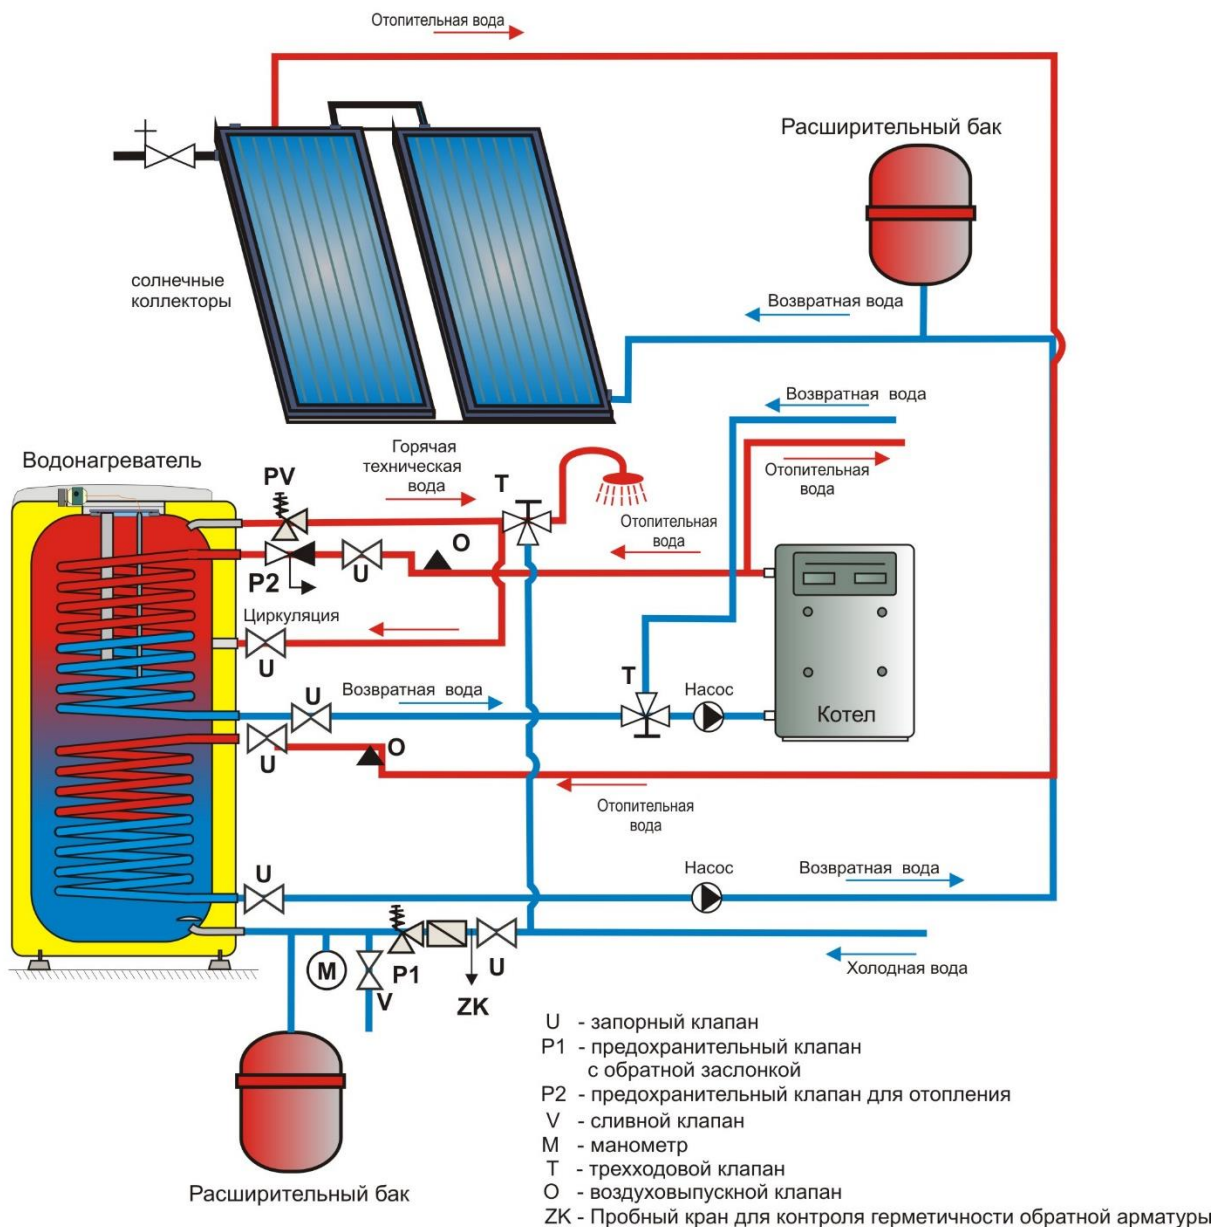 Отопительная вода
Расширительный бак
солнечные
коллекторы
Возвратная вода
Возвратная вода
Водонагреватель
PV
Горячая
техническая
вода
T
Отопительная
вода
Отопительная
вода
O
P2
U
Циркуляция
U
Возвратная вода
U
T
Насос
Котел
U
O
Отопительная
вода
U
Насос
Возвратная вода
M
V
P1
ZK
U
Холодная вода
Расширительный бак
U - запорный клапан
P1 - предохранительный клапан
с обратной заслонкой
P2 - предохранительный клапан для отопления
V - сливной клапан
M - манометр
T - трехходовой клапан
O - воздуховыпускной клапан
ZK - Пробный кран для контроля герметичности обратной арматуры